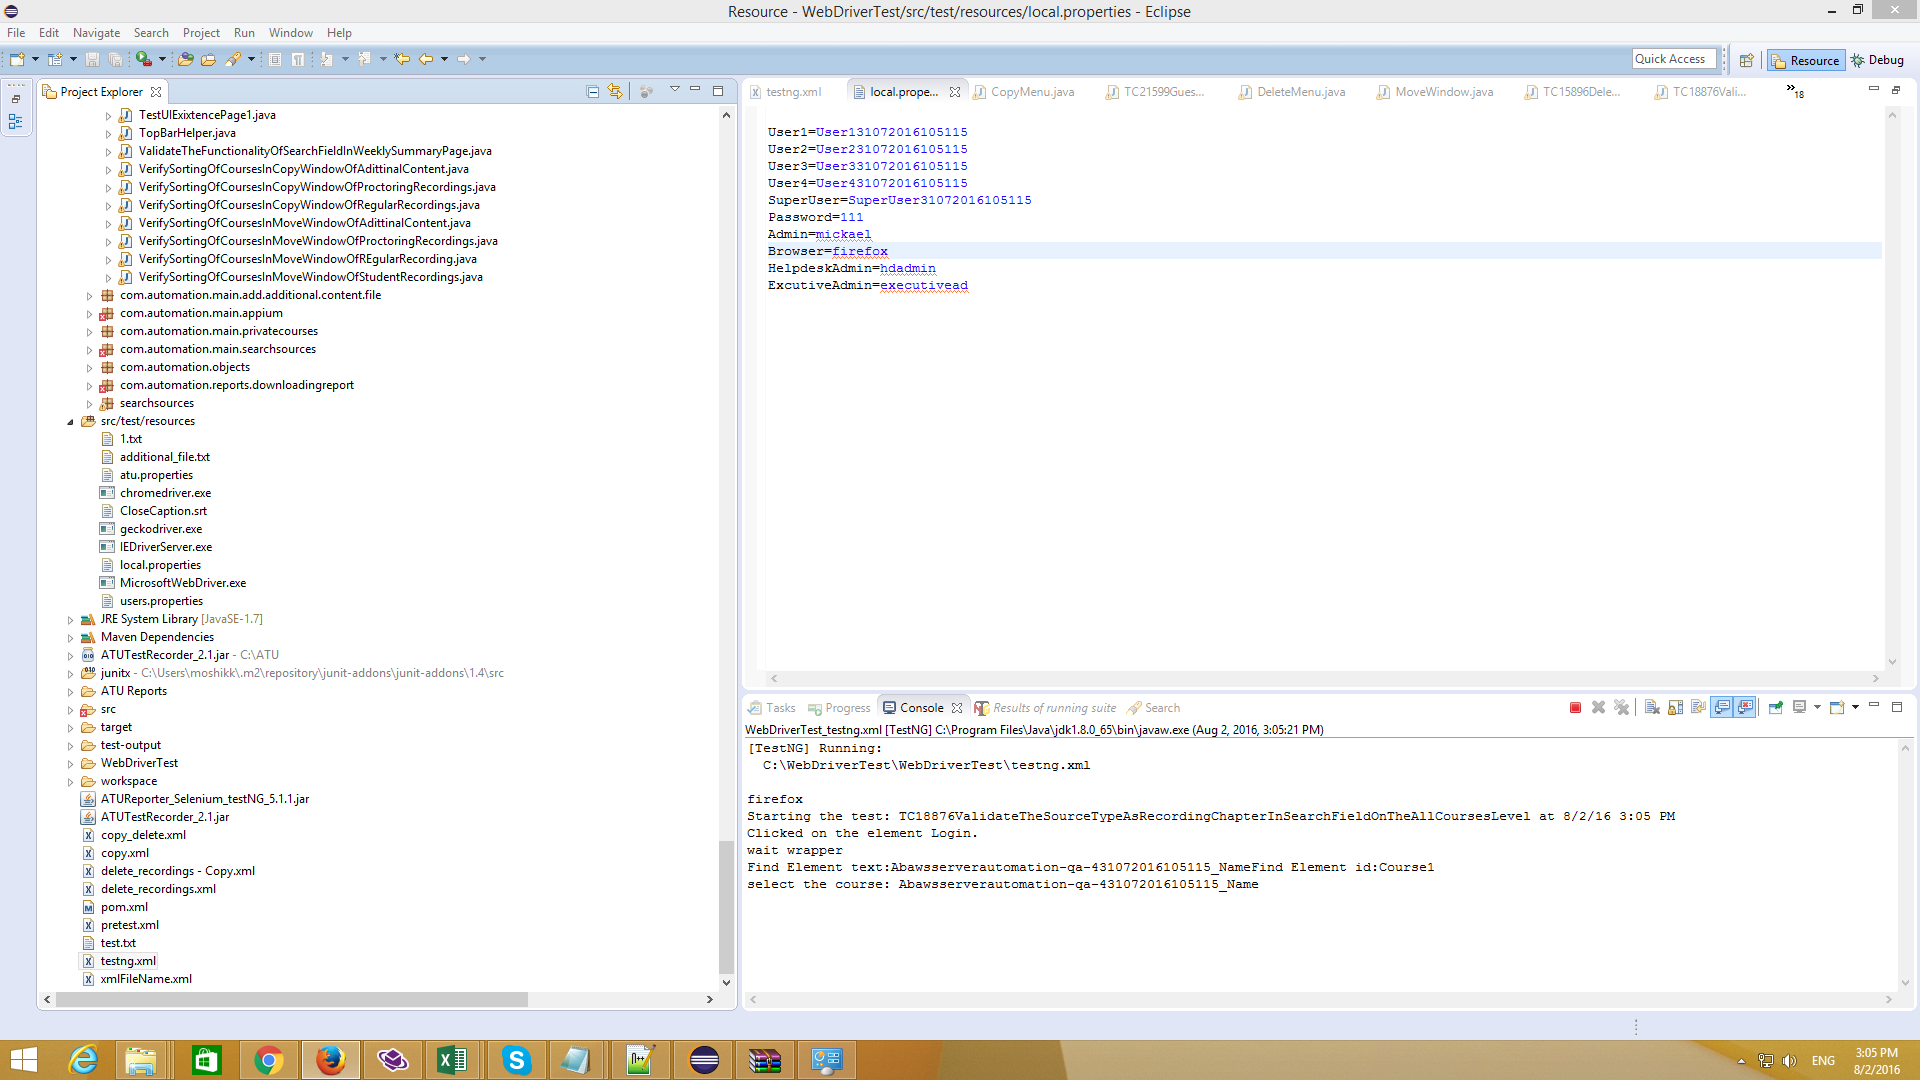 Resource - WebDriverTest/src/test/resources/local.properties - Eclipse
File Edit Navigate Search Project Run Window Help
Quick Access
Resource
Debug
Project Explorer
TestUIExixtencePage1.java
TopBarHelper.java
ValidateTheFunctionalityOfSearchFieldInWeeklySummaryPage.java
VerifySortingOfCoursesInCopyWindowOfAdittinalContent.java
VerifySortingOfCoursesInCopyWindowOfProctoringRecordings.java
VerifySortingOfCoursesInCopyWindowOfRegularRecordings.java
VerifySortingOfCoursesInMoveWindowOfAdittinalContent.java
VerifySortingOfCoursesInMoveWindowOfProctoringRecordings.java
VerifySortingOfCoursesInMoveWindowOfREgularRecording.java
VerifySortingOfCoursesInMoveWindowOfStudentRecordings.java
com.automation.main.add.additional.content.file
com.automation.main.appium
com.automation.main.privatecourses
com.automation.main.searchsources
com.automation.objects
com.automation.reports.downloadingreport
searchsources
src/test/resources
1.txt
additional_file.txt
atu.properties
chromedriver.exe
CloseCaption.srt
geckodriver.exe
IEDriverServer.exe
local.properties
MicrosoftWebDriver.exe
users.properties
JRE System Library [JavaSE-1.7]
Maven Dependencies
ATUTestRecorder_2.1.jar - C:\ATU
junitx - C:\Users\moshikk\.m2\repository\junit-addons\junit-addons\1.4\src
ATU Reports
src
target
test-output
WebDriverTest
workspace
ATUReporter_Selenium_testNG_5.1.1.jar
ATUTestRecorder_2.1.jar
copy_delete.xml
copy.xml
delete_recordings - Copy.xml
delete_recordings.xml
pom.xml
pretest.xml
test.txt
testng.xml
xmlFileName.xml
testng.xml
local.prope...
CopyMenu.java
TC21599Gues...
DeleteMenu.java
MoveWindow.java
TC15896Dele...
TC18876Vali...
»18
User1=User131072016105115
User2=User231072016105115
User3=User331072016105115
User4=User431072016105115
SuperUser=SuperUser31072016105115
Password=111
Admin=mickael
Browser=firefox
HelpdeskAdmin=hdadmin
ExcutiveAdmin=executivead
Tasks
Progress
Console
Results of running suite
Search
WebDriverTest_testng.xml [TestNG] C:\Program Files\Java\jdk1.8.0_65\bin\javaw.exe (Aug 2, 2016, 3:05:21 PM)
[TestNG] Running:
C:\WebDriverTest\WebDriverTest\testng.xml
firefox
Starting the test: TC18876ValidateTheSourceTypeAsRecordingChapterInSearchFieldOnTheAllCoursesLevel at 8/2/16 3:05 PM
Clicked on the element Login.
wait wrapper
Find Element text:Abawsserverautomation-qa-431072016105115_NameFind Element id:Course1
select the course: Abawsserverautomation-qa-431072016105115_Name
ENG
3:05 PM
8/2/2016